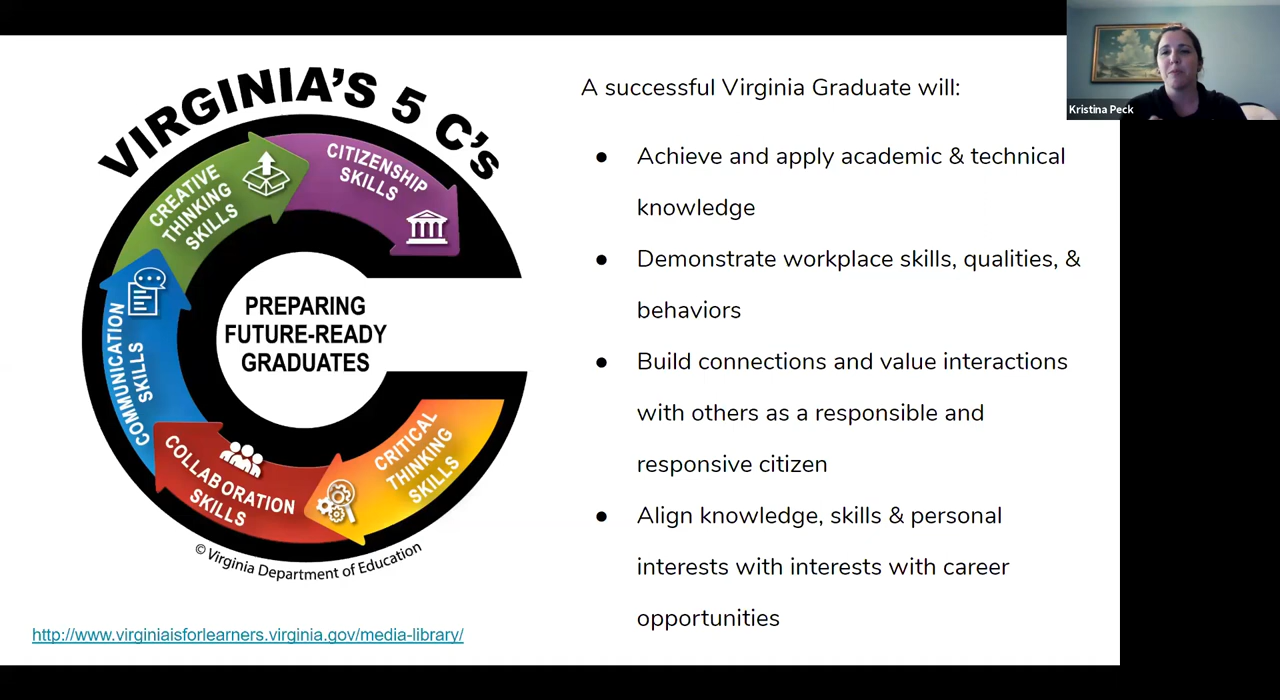 VIRGINIA'S 5 C's
CREATIVE
THINKING
SKILLS
CITIZENSHIP
SKILLS
COMMUNICATION
SKILLS
PREPARING
FUTURE-READY
GRADUATES
COLLABORATION
SKILLS
CRITICAL
THINKING
SKILLS
© Virginia Department of Education
http://www.virginiaisforlearners.virginia.gov/media-library/
A successful Virginia Graduate will:
● Achieve and apply academic & technical
knowledge
● Demonstrate workplace skills, qualities, &
behaviors
● Build connections and value interactions
with others as a responsible and
responsive citizen
● Align knowledge, skills & personal
interests with interests with career
opportunities
Kristina Peck